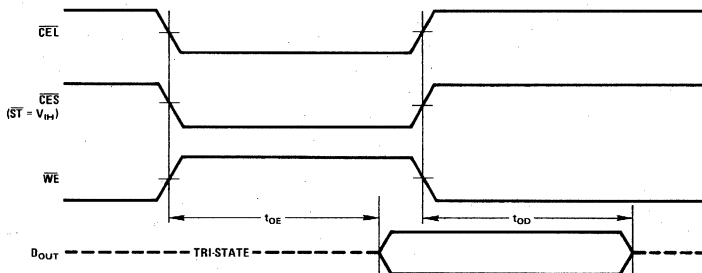 CEL
CES
(ST = VIH)
WE
tOE
tOD
DOUT
TRI-STATE